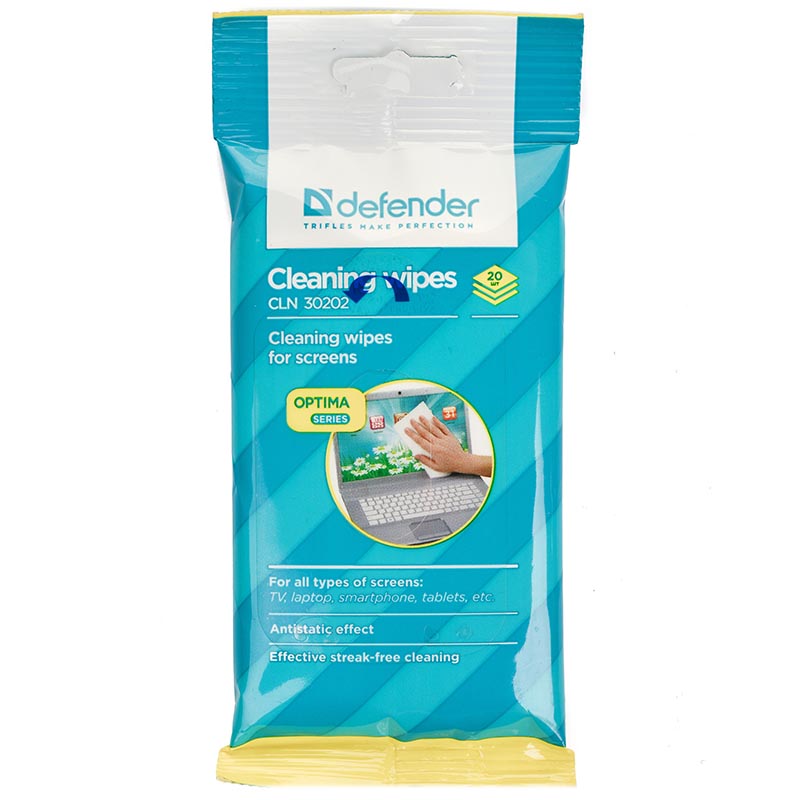 defender
TRIFLES MAKE PERFECTION
Cleaning wipes
20
шт
CLN 30202
Cleaning wipes
for screens
OPTIMA
SERIES
31
For all types of screens:
TV, laptop, smartphone, tablets, etc.
Antistatic effect
Effective streak-free cleaning